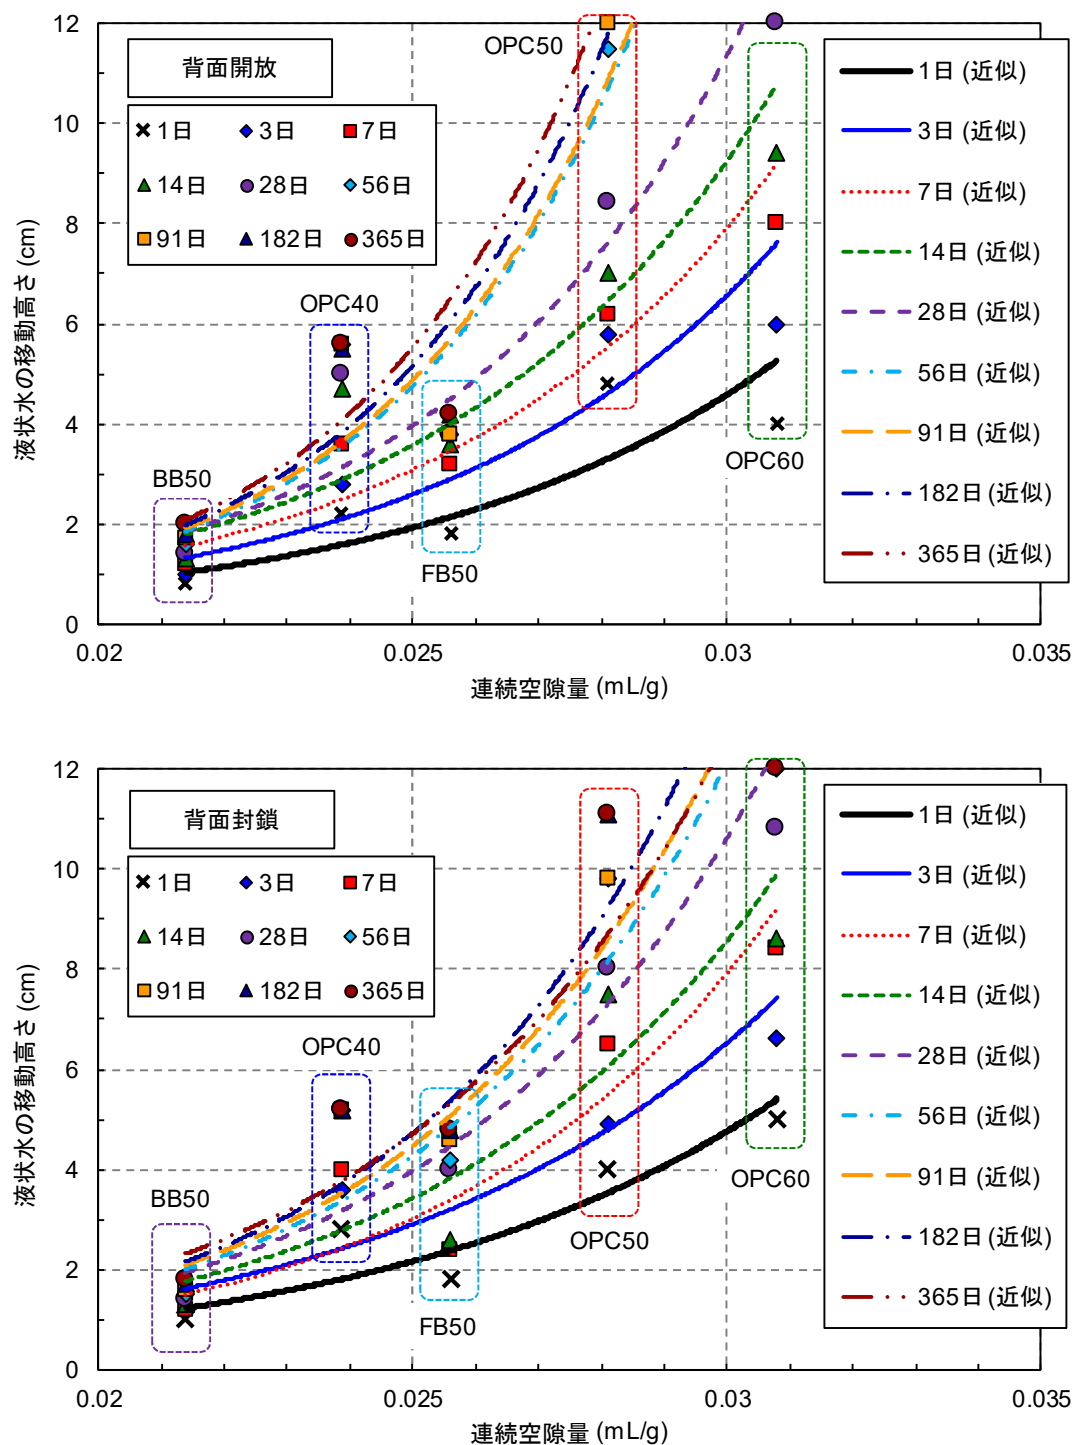 12
10
8
6
4
2
0
液状水の移動高さ (cm)
背面開放
1日 3日 7日
14日 28日 56日
91日 182日 365日
OPC50
OPC40
BB50
FB50
OPC60
1日 (近似)
3日 (近似)
7日 (近似)
14日 (近似)
28日 (近似)
56日 (近似)
91日 (近似)
182日 (近似)
365日 (近似)
0.02 0.025 0.03 0.035
連続空隙量 (mL/g)
12
10
8
6
4
2
0
液状水の移動高さ (cm)
背面封鎖
1日 3日 7日
14日 28日 56日
91日 182日 365日
OPC40
BB50
FB50
OPC50
OPC60
1日 (近似)
3日 (近似)
7日 (近似)
14日 (近似)
28日 (近似)
56日 (近似)
91日 (近似)
182日 (近似)
365日 (近似)
0.02 0.025 0.03 0.035
連続空隙量 (mL/g)